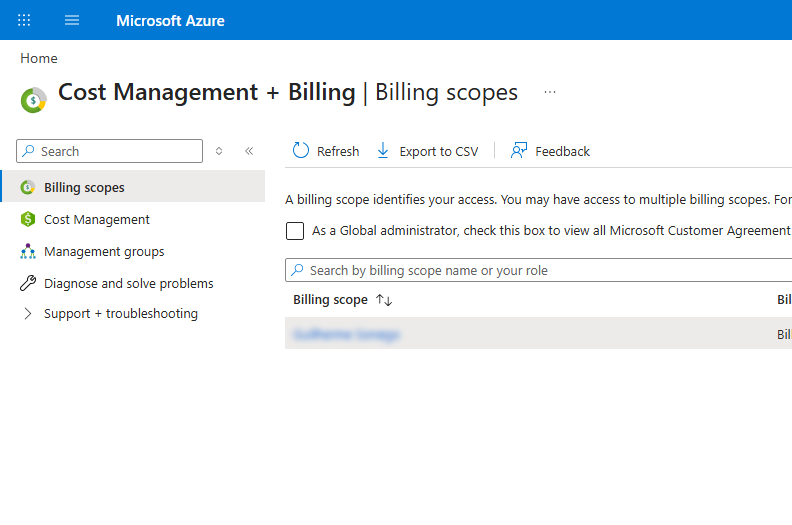 Microsoft Azure
Home
Cost Management + Billing | Billing scopes ...
Search
Refresh
Export to CSV
Feedback
Billing scopes
Cost Management
Management groups
Diagnose and solve problems
Support + troubleshooting
A billing scope identifies your access. You may have access to multiple billing scopes. For
As a Global administrator, check this box to view all Microsoft Customer Agreement
Search by billing scope name or your role
Billing scope
Bil
Bil